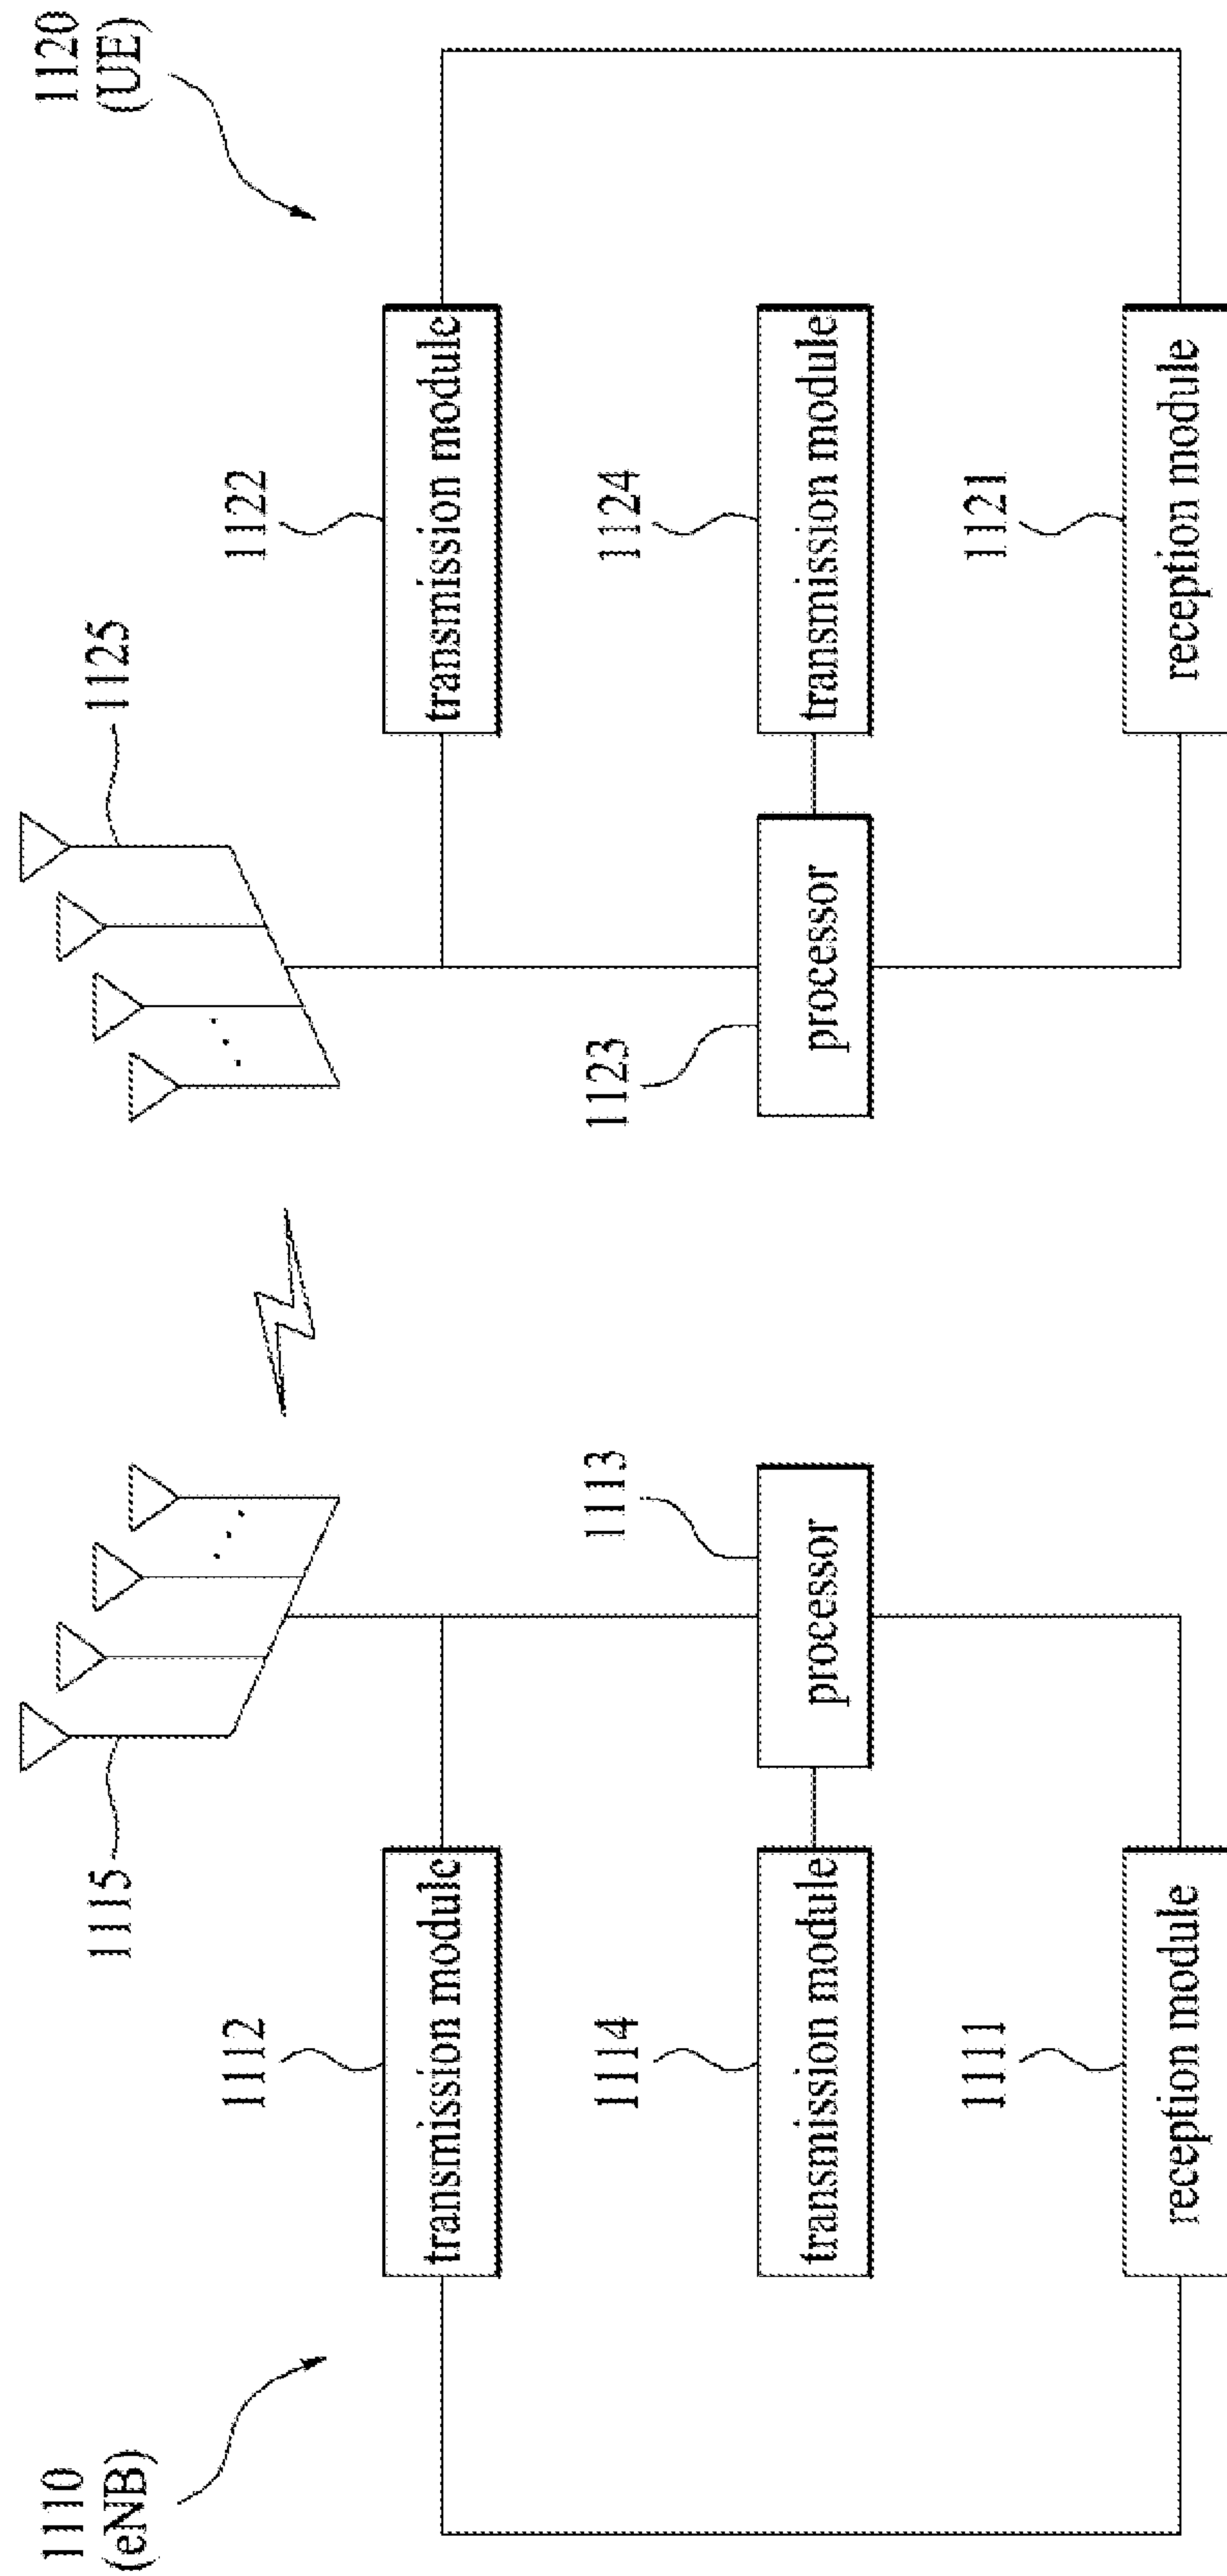 1110
(eNB)
1115
1125
1120
(UE)
1112
transmission module
1122
transmission module
1114
transmission module
1113
processor
1123
processor
1124
transmission module
1111
reception module
1121
reception module